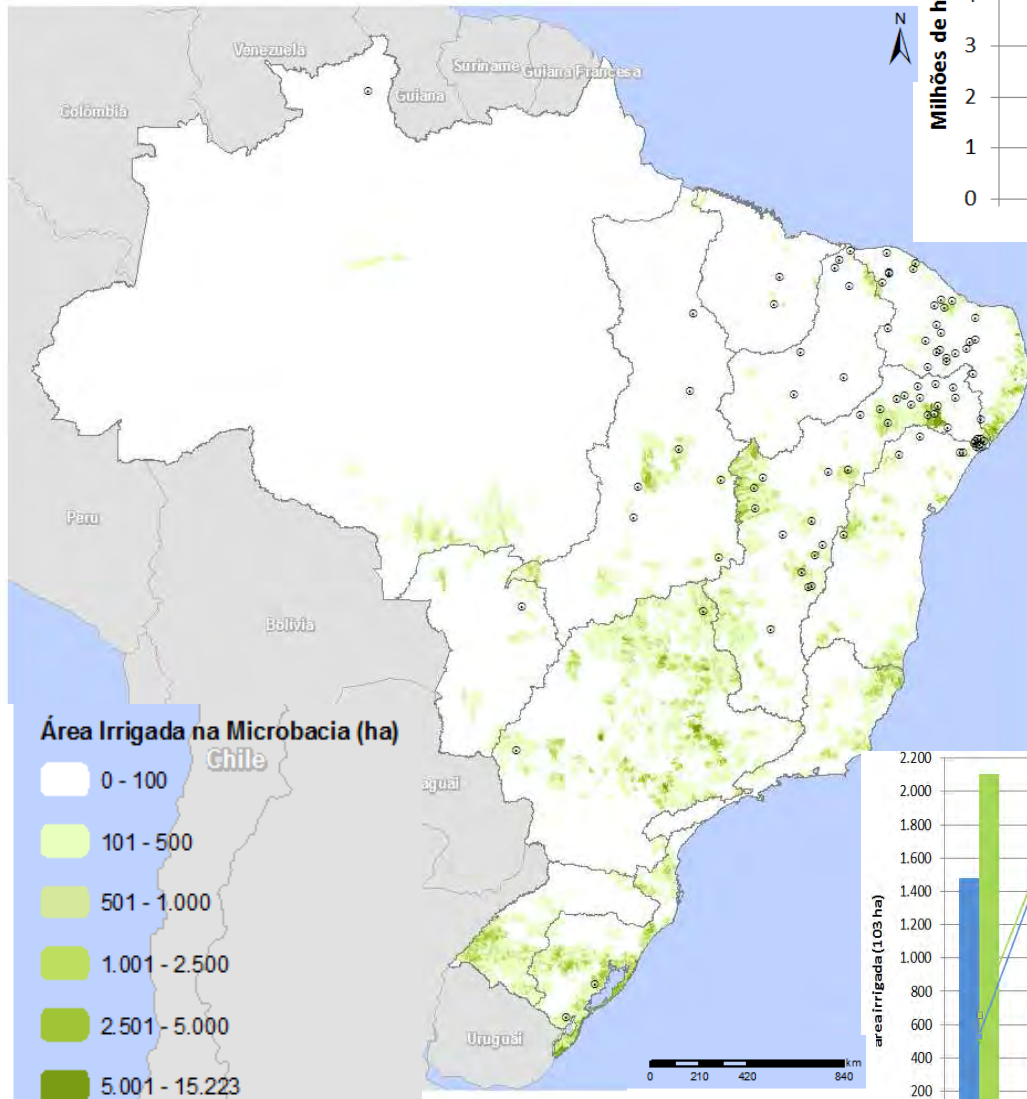 N
Venezuela
Suriname
Guiana Francesa
Guiana
Colômbia
Peru
Bolívia
Chile
aguai
Uruguai
Milhões de h
3
2
1
0
Área Irrigada na Microbacia (ha)
0 - 100
101 - 500
501 - 1.000
1.001 - 2.500
2.501 - 5.000
5.001 - 15.223
km
0 210 420 840
area irrigada (103 ha)
2.200
2.000
1.800
1.600
1.400
1.200
1.000
800
600
400
200